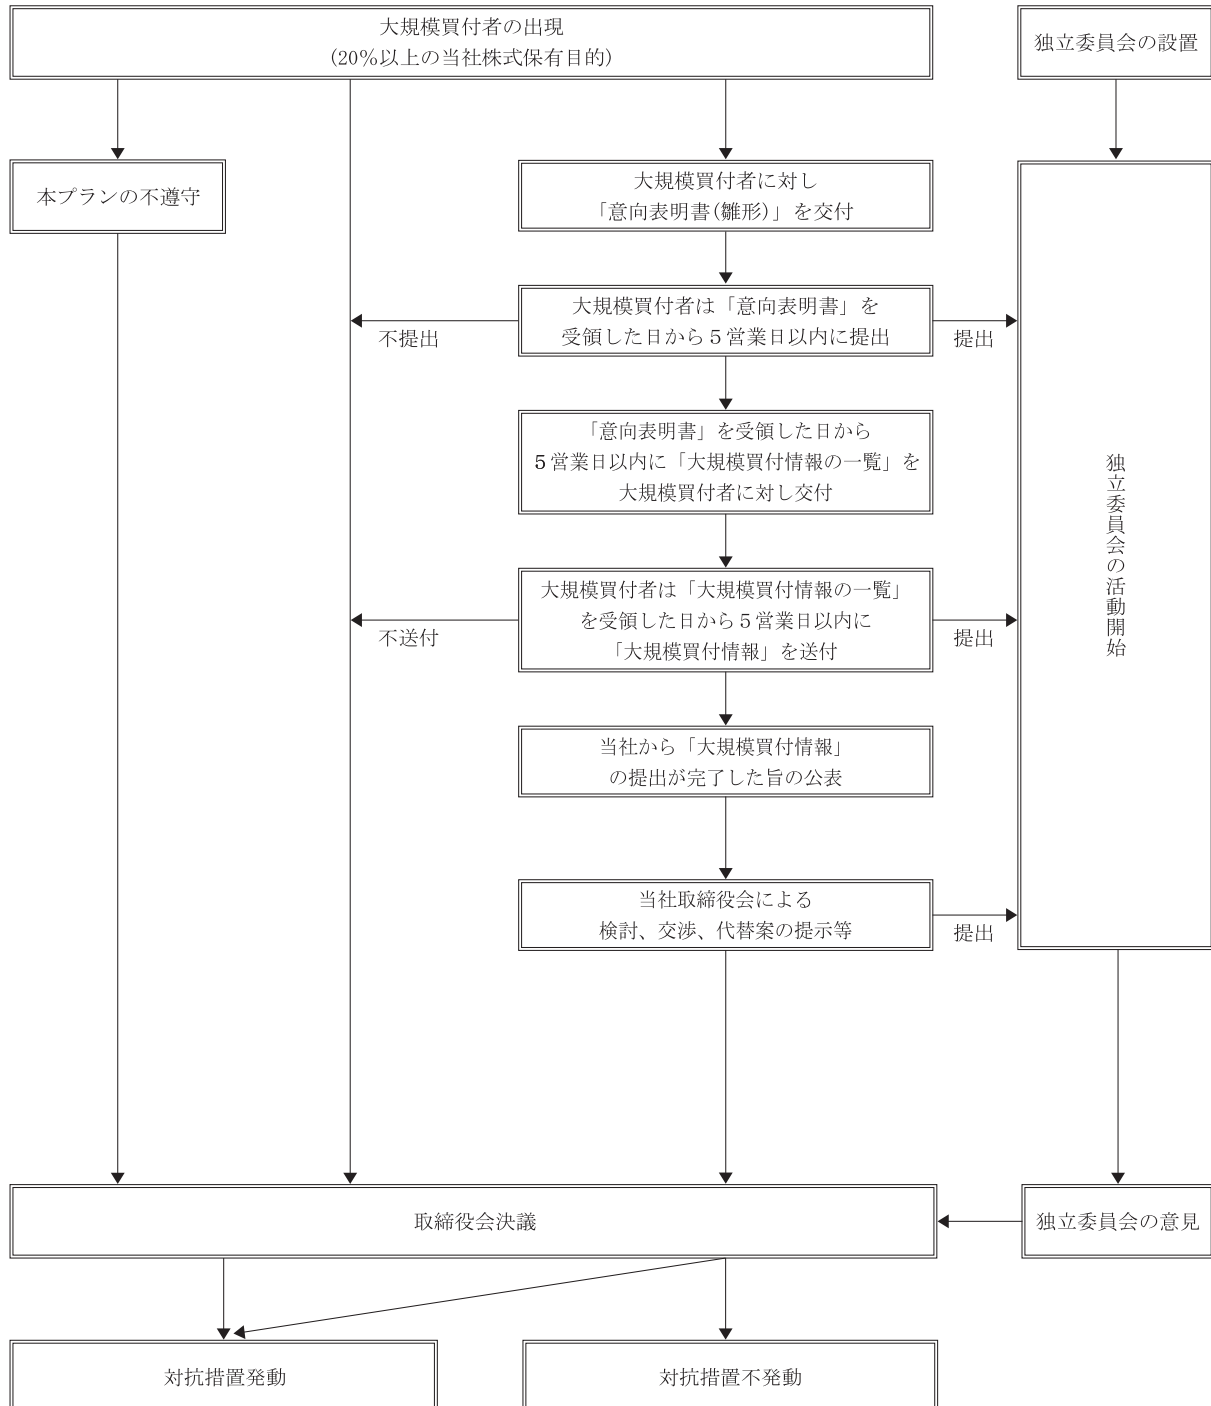 大規模買付者の出現
(20％以上の当社株式保有目的)
独立委員会の設置
本プランの不遵守
大規模買付者に対し
「意向表明書(雛形)」を交付
大規模買付者は「意向表明書」を
受領した日から５営業日以内に提出
不提出
提出
「意向表明書」を受領した日から
５営業日以内に「大規模買付情報の一覧」を
大規模買付者に対し交付
独立委員会の活動開始
大規模買付者は「大規模買付情報の一覧」
を受領した日から５営業日以内に
「大規模買付情報」を送付
不送付
提出
当社から「大規模買付情報」
の提出が完了した旨の公表
当社取締役会による
検討、交渉、代替案の提示等
提出
取締役会決議
独立委員会の意見
対抗措置発動
対抗措置不発動